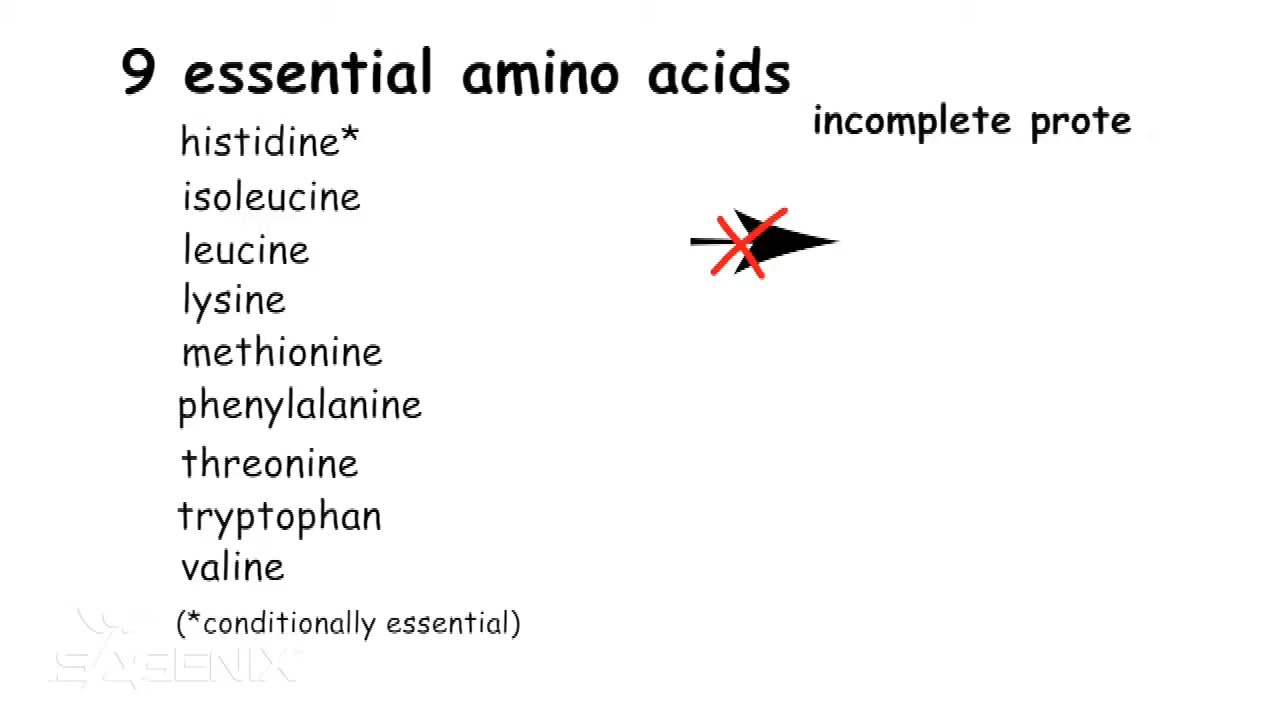 9 essential amino acids
incomplete prote
histidine*
isoleucine
leucine
lysine
methionine
phenylalanine
threonine
tryptophan
valine
(*conditionally essential)